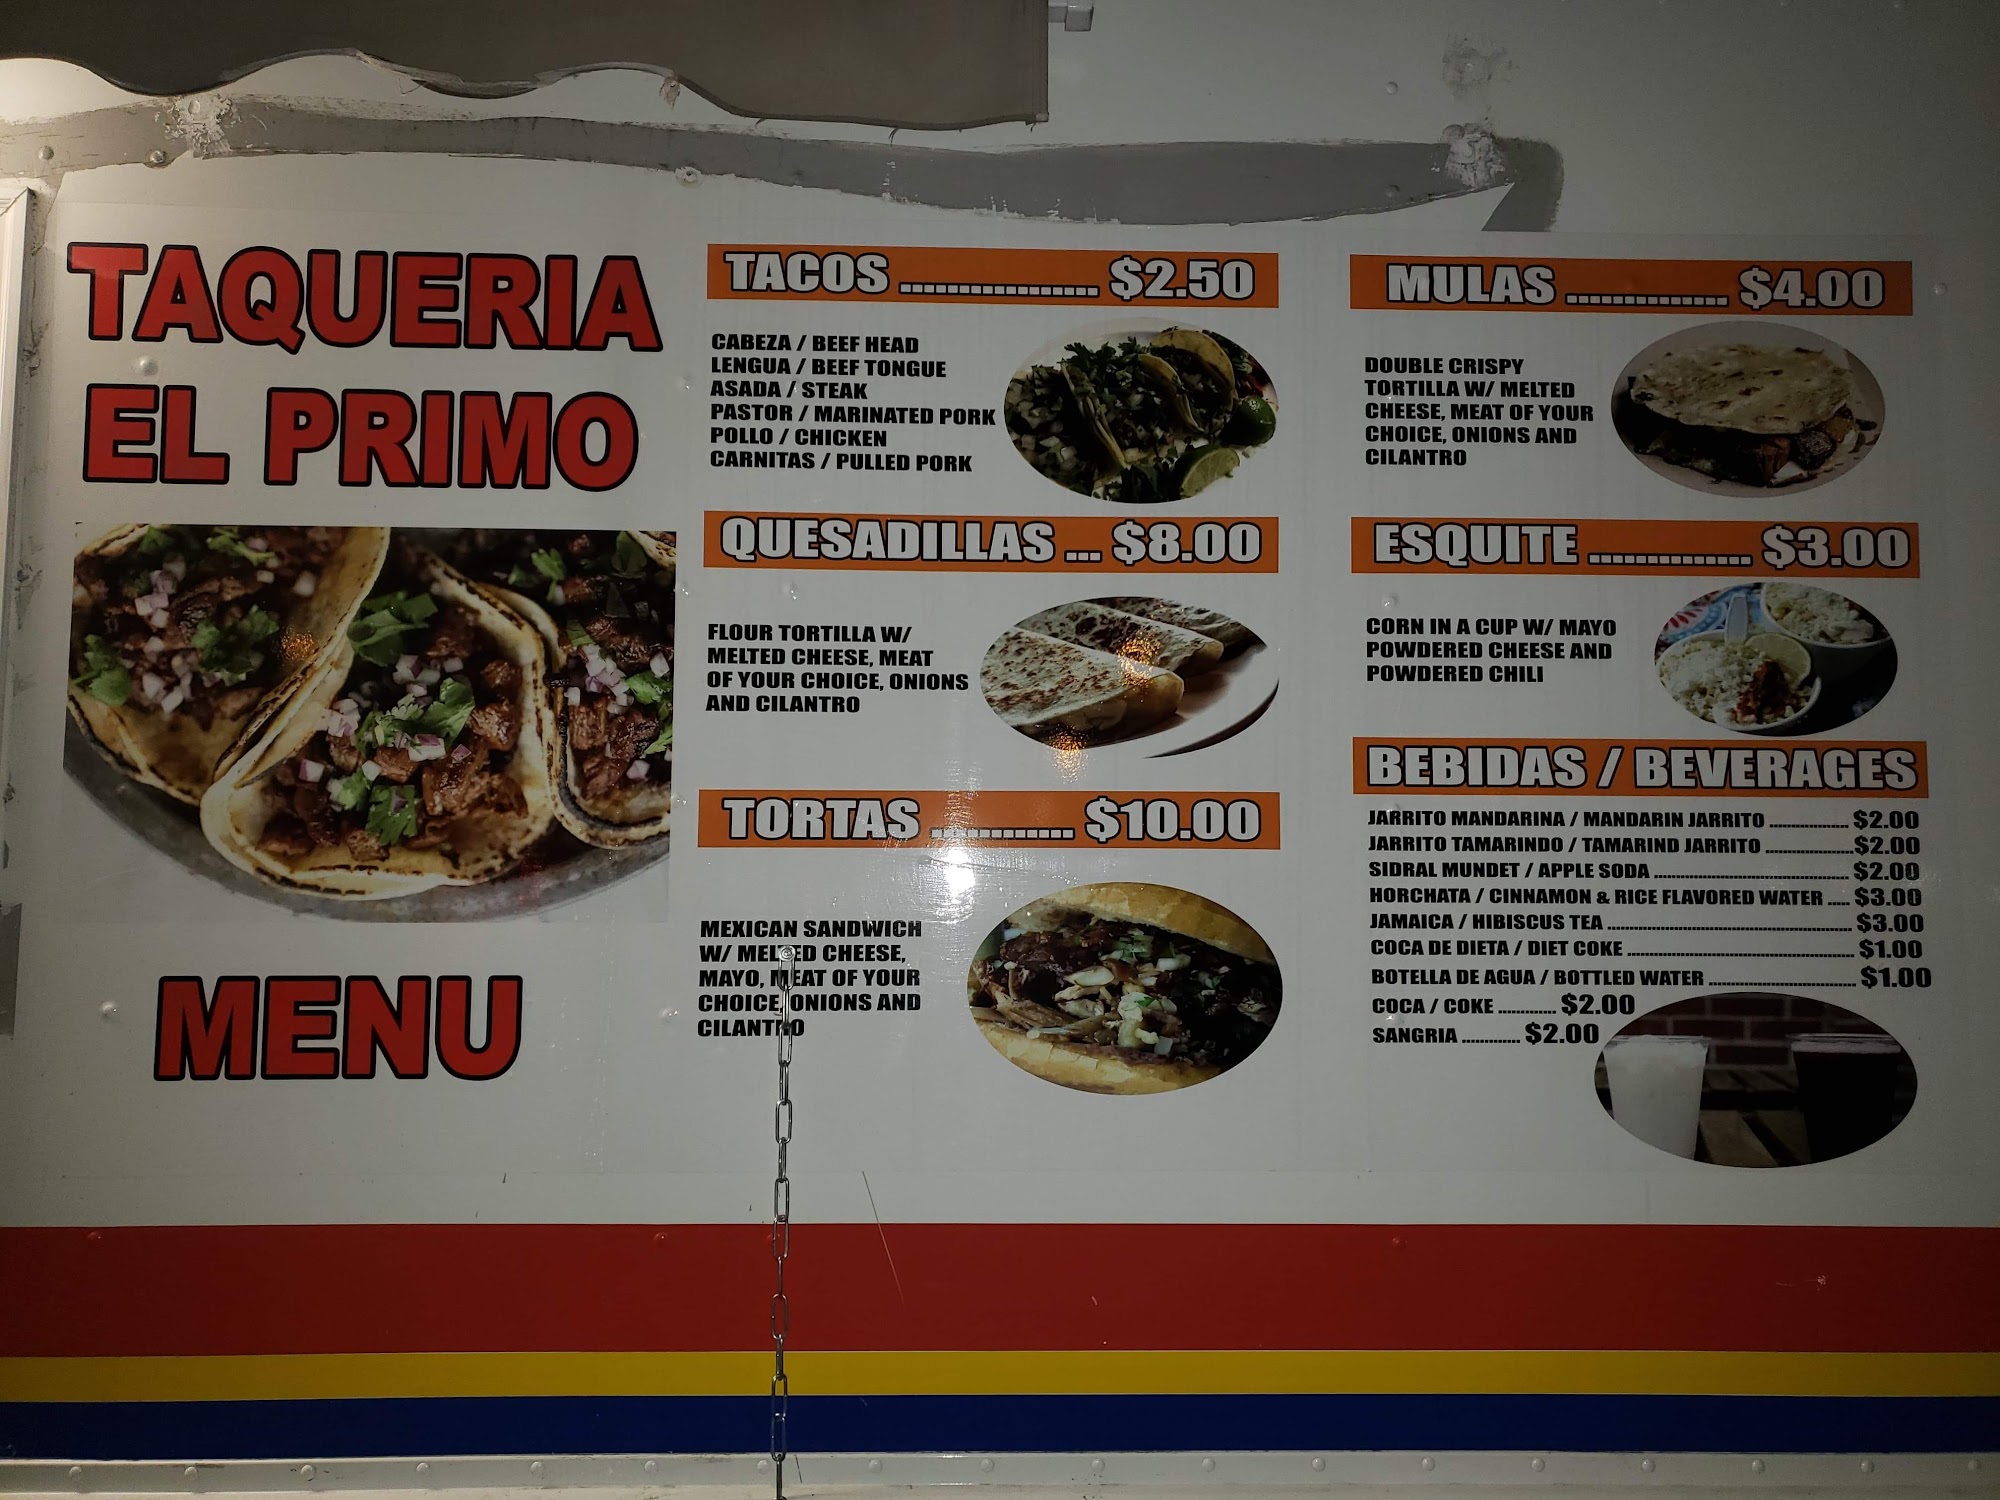 TAQUERIA
EL PRIMO
MENU
TACOS ................. $2.50
CABEZA / BEEF HEAD
LENGUA / BEEF TONGUE
ASADA / STEAK
PASTOR / MARINATED PORK
POLLO / CHICKEN
CARNITAS / PULLED PORK
QUESADILLAS ... $8.00
FLOUR TORTILLA W/
MELTED CHEESE, MEAT
OF YOUR CHOICE, ONIONS
AND CILANTRO
TORTAS ............ $10.00
MEXICAN SANDWICH
W/ MELTED CHEESE,
MAYO, MEAT OF YOUR
CHOICE, ONIONS AND
CILANTRO
MULAS .............. $4.00
DOUBLE CRISPY
TORTILLA W/ MELTED
CHEESE, MEAT OF YOUR
CHOICE, ONIONS AND
CILANTRO
ESQUITE .............. $3.00
CORN IN A CUP W/ MAYO
POWDERED CHEESE AND
POWDERED CHILI
BEBIDAS / BEVERAGES
JARRITO MANDARINA / MANDARIN JARRITO .................. $2.00
JARRITO TAMARINDO / TAMARIND JARRITO .................... $2.00
SIDRAL MUNDET / APPLE SODA ............................................ $2.00
HORCHATA / CINNAMON & RICE FLAVORED WATER ..... $3.00
JAMAICA / HIBISCUS TEA ....................................................... $3.00
COCA DE DIETA / DIET COKE ................................................... $1.00
BOTELLA DE AGUA / BOTTLED WATER ................................. $1.00
COCA / COKE ............. $2.00
SANGRIA ............. $2.00